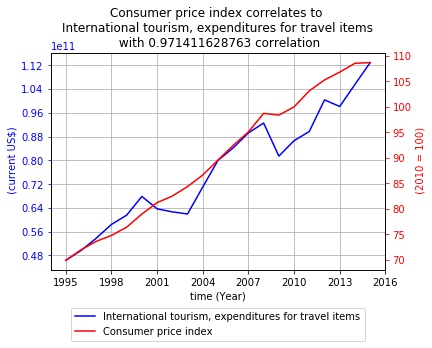 Consumer price index correlates to
International tourism, expenditures for travel items
with 0.971411628763 correlation
1e11
1.12
1.04
0.96
0.88
0.80
0.72
0.64
0.56
0.48
(current US$)
110
105
100
95
90
85
80
75
70
(2010 = 100)
1995 1998 2001 2004 2007 2010 2013 2016
time (Year)
International tourism, expenditures for travel items
Consumer price index